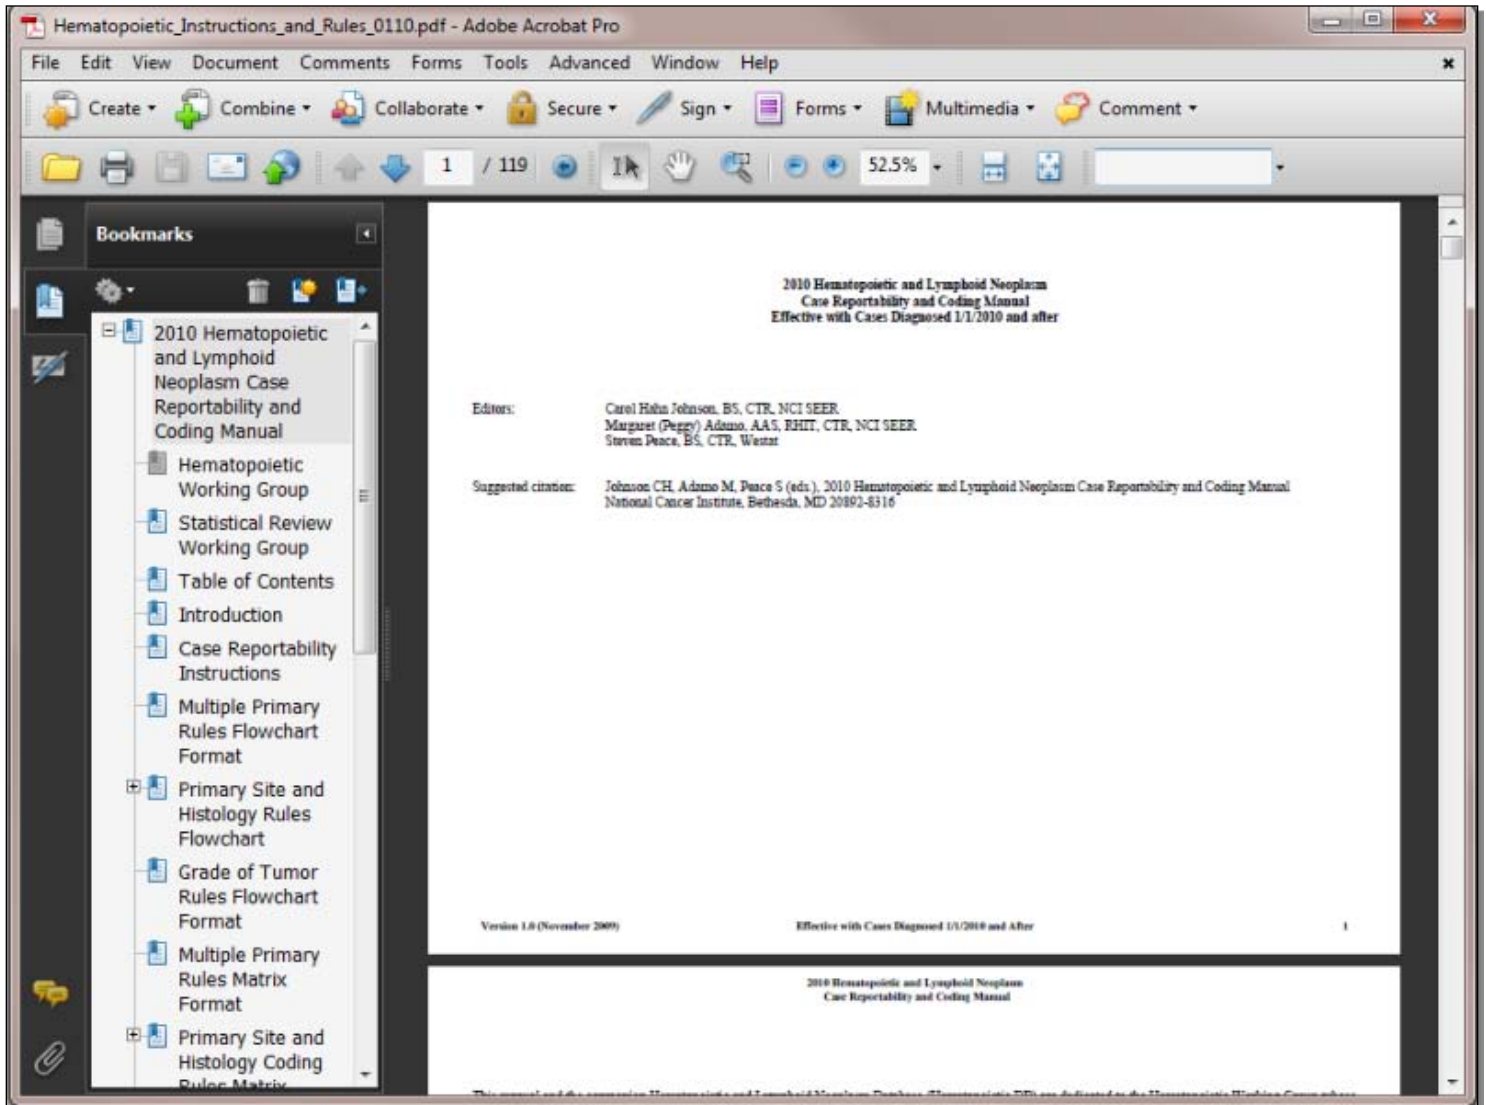 Hematopoietic_Instructions_and_Rules_0110.pdf - Adobe Acrobat Pro
File Edit View Document Comments Forms Tools Advanced Window Help
Create Combine Collaborate Secure Sign Forms Multimedia Comment
1 / 119 52.5%
Bookmarks
2010 Hematopoietic
and Lymphoid
Neoplasm Case
Reportability and
Coding Manual
Hematopoietic
Working Group
Statistical Review
Working Group
Table of Contents
Introduction
Case Reportability
Instructions
Multiple Primary
Rules Flowchart
Format
Primary Site and
Histology Rules
Flowchart
Grade of Tumor
Rules Flowchart
Format
Multiple Primary
Rules Matrix
Format
Primary Site and
Histology Coding
Rules Matrix
2010 Hematopoietic and Lymphoid Neoplasm
Case Reportability and Coding Manual
Effective with Cases Diagnosed 1/1/2010 and after
Editors: Carol Hahn Johnson, BS, CTR, NCI SEER
Margaret (Peggy) Adamo, AAS, RHIT, CTR, NCI SEER
Steven Peace, BS, CTR, Westat
Suggested citation: Johnson CH, Adamo M, Peace S (eds.), 2010 Hematopoietic and Lymphoid Neoplasm Case Reportability and Coding Manual
National Cancer Institute, Bethesda, MD 20892-8316
Version 1.0 (November 2009) Effective with Cases Diagnosed 1/1/2010 and After 1
2010 Hematopoietic and Lymphoid Neoplasm
Case Reportability and Coding Manual